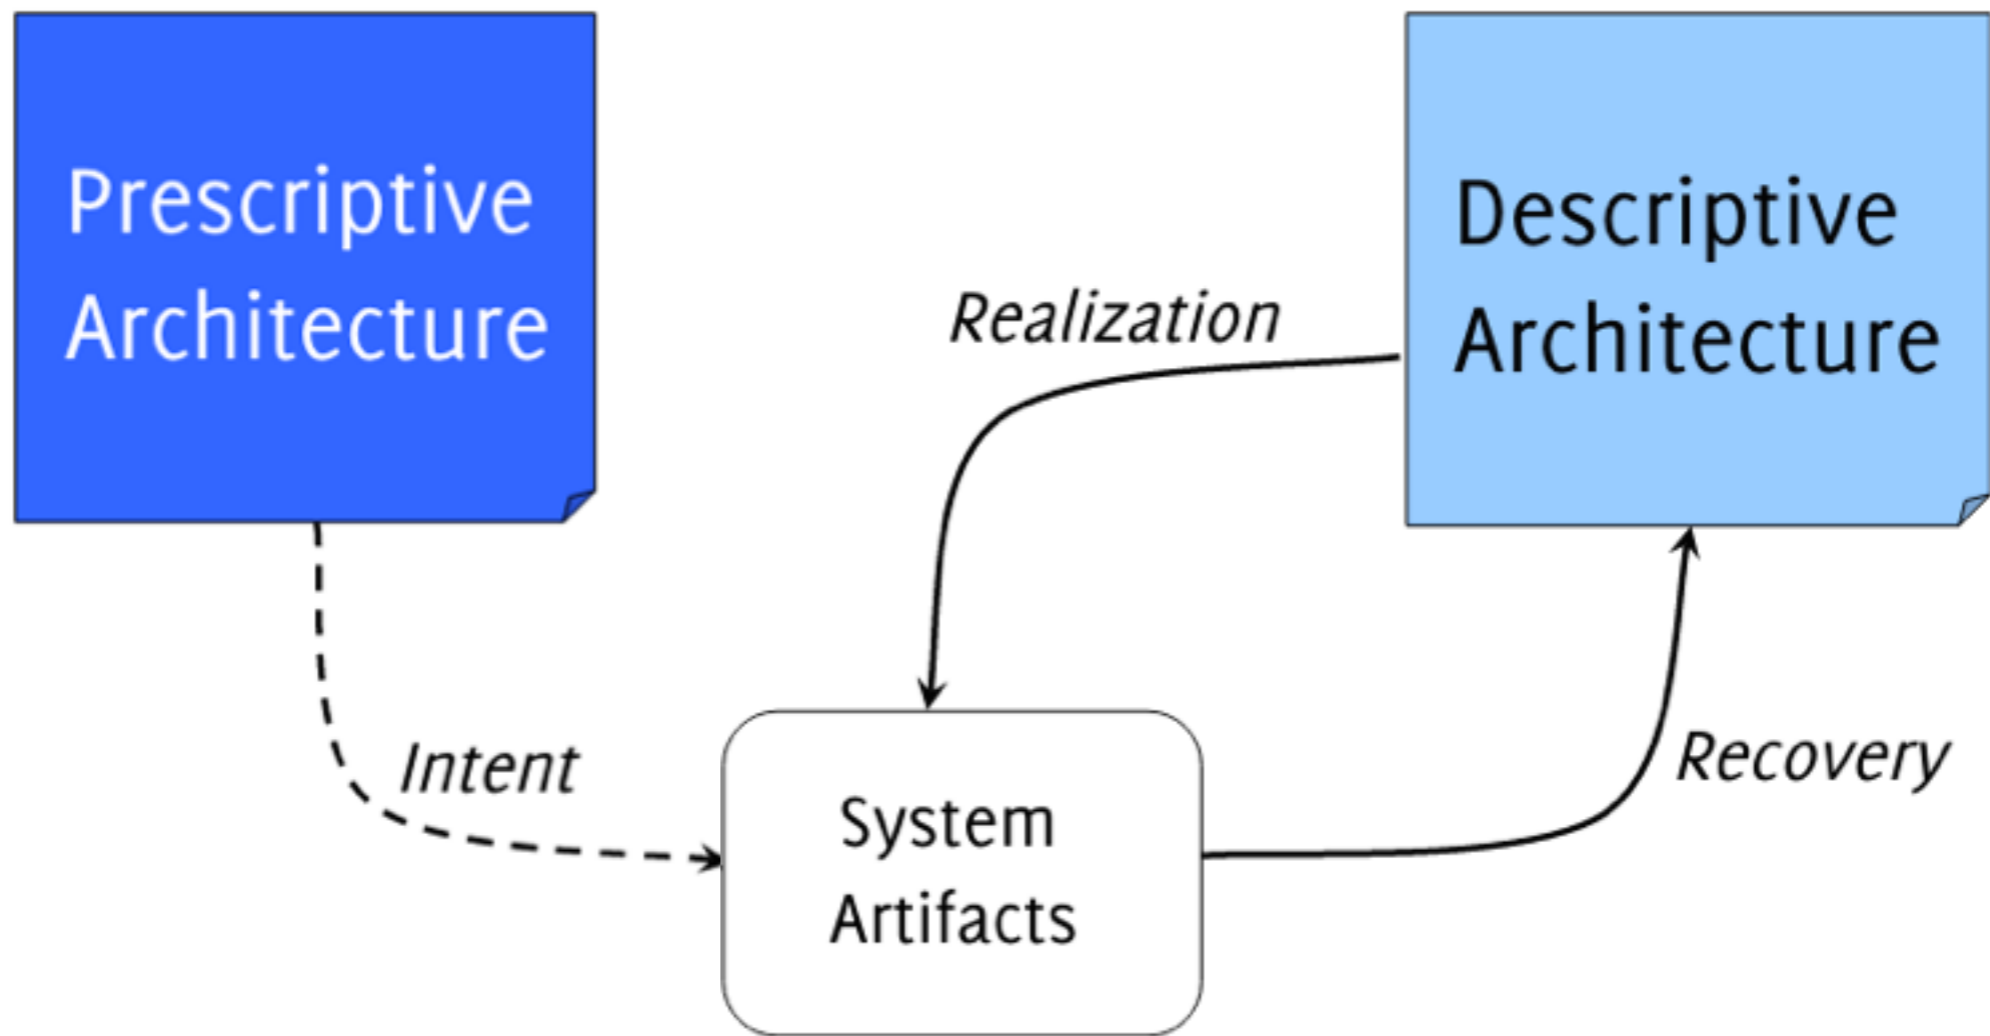 Prescriptive
Architecture
Descriptive
Architecture
Realization
Intent
Recovery
System
Artifacts